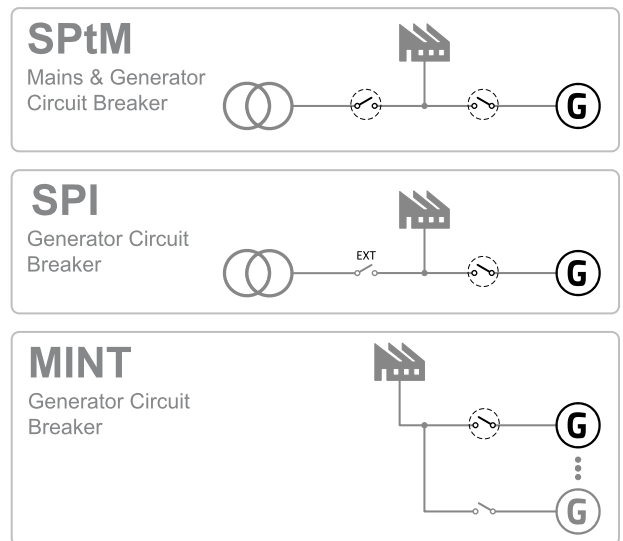 SPtM
Mains & Generator
Circuit Breaker
G
SPI
Generator Circuit
Breaker
EXT
G
MINT
Generator Circuit
Breaker
G
G